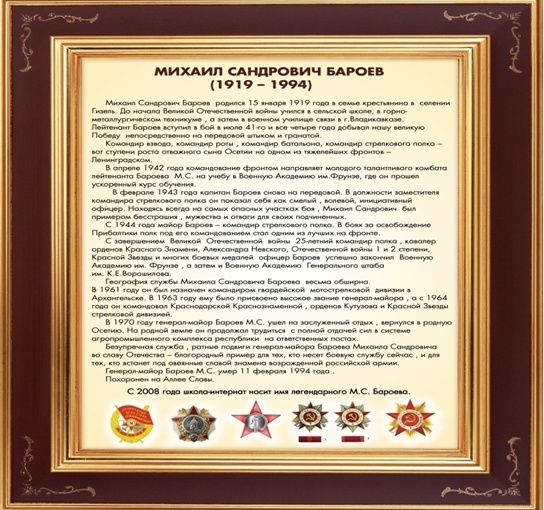 МИХАИЛ САНДРОВИЧ БАРОЕВ
(1919 – 1994)
Михаил Сандрович Бароев родился 15 января 1919 года в семье крестьянина в селении
Гизель. До начала Великой Отечественной войны учился в сельской школе, в горно-
металлургическом техникуме , а затем в военном училище связи в г.Владикавказе.
Лейтенант Бароев вступил в бой в июле 41-го и все четыре года добывал нашу великую
Победу непосредственно на передовой штыком и гранатой.
Командир взвода, командир роты , командир батальона, командир стрелкового полка –
вот ступени роста отважного сына Осетии на одном из тяжелейших фронтов –
Ленинградском.
В апреле 1942 года командование фронтом направляет молодого талантливого комбата
лейтенанта Бароева М.С. на учебу в Военную Академию им.Фрунзе, где он прошел
ускоренный курс обучения.
В феврале 1943 года капитан Бароев снова на передовой. В должности заместителя
командира стрелкового полка он показал себя как смелый , волевой, инициативный
офицер. Находясь всегда на самых опасных участках боя , Михаил Сандрович был
примером бесстрашия , мужества и отваги для своих подчиненных.
С 1944 года майор Бароев – командир стрелкового полка. В боях за освобождение
Прибалтики полк под его командованием стал одним из лучших на фронте.
С завершением Великой Отечественной войны 25-летний командир полка , кавалер
орденов Красного Знамени, Александра Невского, Отечественной войны 1 и 2 степени,
Красной Звезды и многих боевых медалей офицер Бароев успешно закончил Военную
Академию им. Фрунзе , а затем и Военную Академию Генерального штаба
им. К.Е.Ворошилова.
География службы Михаила Сандровича Бароева весьма обширна.
В 1961 году он был назначен командиром гвардейской мотострелковой дивизии в
Архангельске. В 1963 году ему было присвоено высокое звание генерал-майора , а с 1964
года он командовал Краснодарской Краснознаменной , орденов Кутузова и Красной Звезды
стрелковой дивизией.
В 1970 году генерал-майор Бароев М.С. ушел на заслуженный отдых , вернулся в родную
Осетию. На родной земле он продолжал трудиться с полной отдачей сил в системе
агропромышленного комплекса республики на ответственных постах.
Безупречная служба , ратные подвиги генерал-майора Бароева Михаила Сандровича
во славу Отечества – благородный пример для тех, кто несет боевую службу сейчас , и для
тех, кто встанет под овеянные славой знамена возрожденной российской армии.
Генерал-майор Бароев М.С. умер 11 февраля 1994 года .
Похоронен на Аллее Славы.
С 2008 года школа-интернат носит имя легендарного М.С. Бароева.